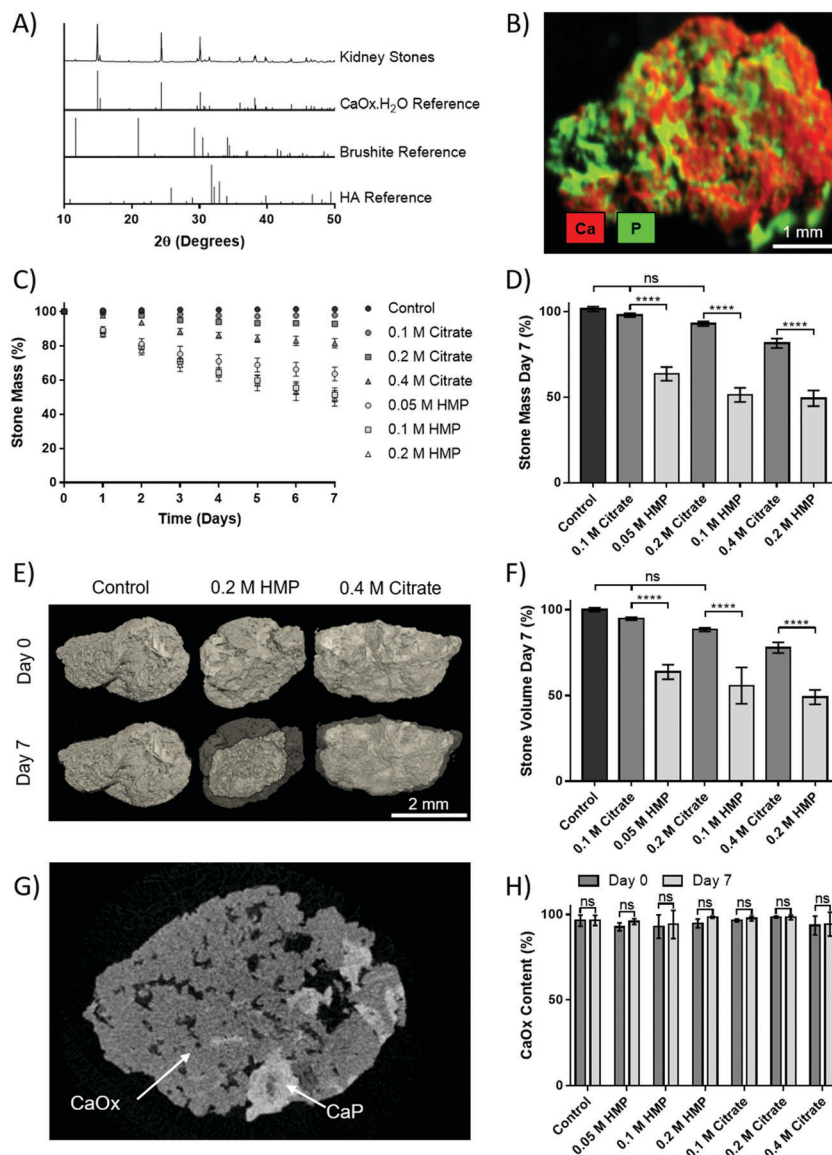 A)
Kidney Stones
CaOx.H₂O Reference
Brushite Reference
HA Reference
10 20 30 40 50
2θ (Degrees)
B)
Ca P
1 mm
C)
Stone Mass (%)
100
80
60
40
20
0
0 1 2 3 4 5 6 7
Time (Days)
Control
0.1 M Citrate
0.2 M Citrate
0.4 M Citrate
0.05 M HMP
0.1 M HMP
0.2 M HMP
D)
Stone Mass Day 7 (%)
ns
**** **** ****
100
50
0
Control
0.1 M Citrate
0.05 M HMP
0.2 M Citrate
0.1 M HMP
0.4 M Citrate
0.2 M HMP
E)
Control 0.2 M HMP 0.4 M Citrate
Day 0
Day 7
2 mm
F)
Stone Volume Day 7 (%)
ns
**** **** ****
100
50
0
Control
0.1 M Citrate
0.05 M HMP
0.2 M Citrate
0.1 M HMP
0.4 M Citrate
0.2 M HMP
G)
CaOx
CaP
H)
Day 0 Day 7
ns ns ns ns ns ns ns
CaOx Content (%)
100
50
0
Control
0.05 M HMP
0.1 M HMP
0.2 M HMP
0.1 M Citrate
0.2 M Citrate
0.4 M Citrate